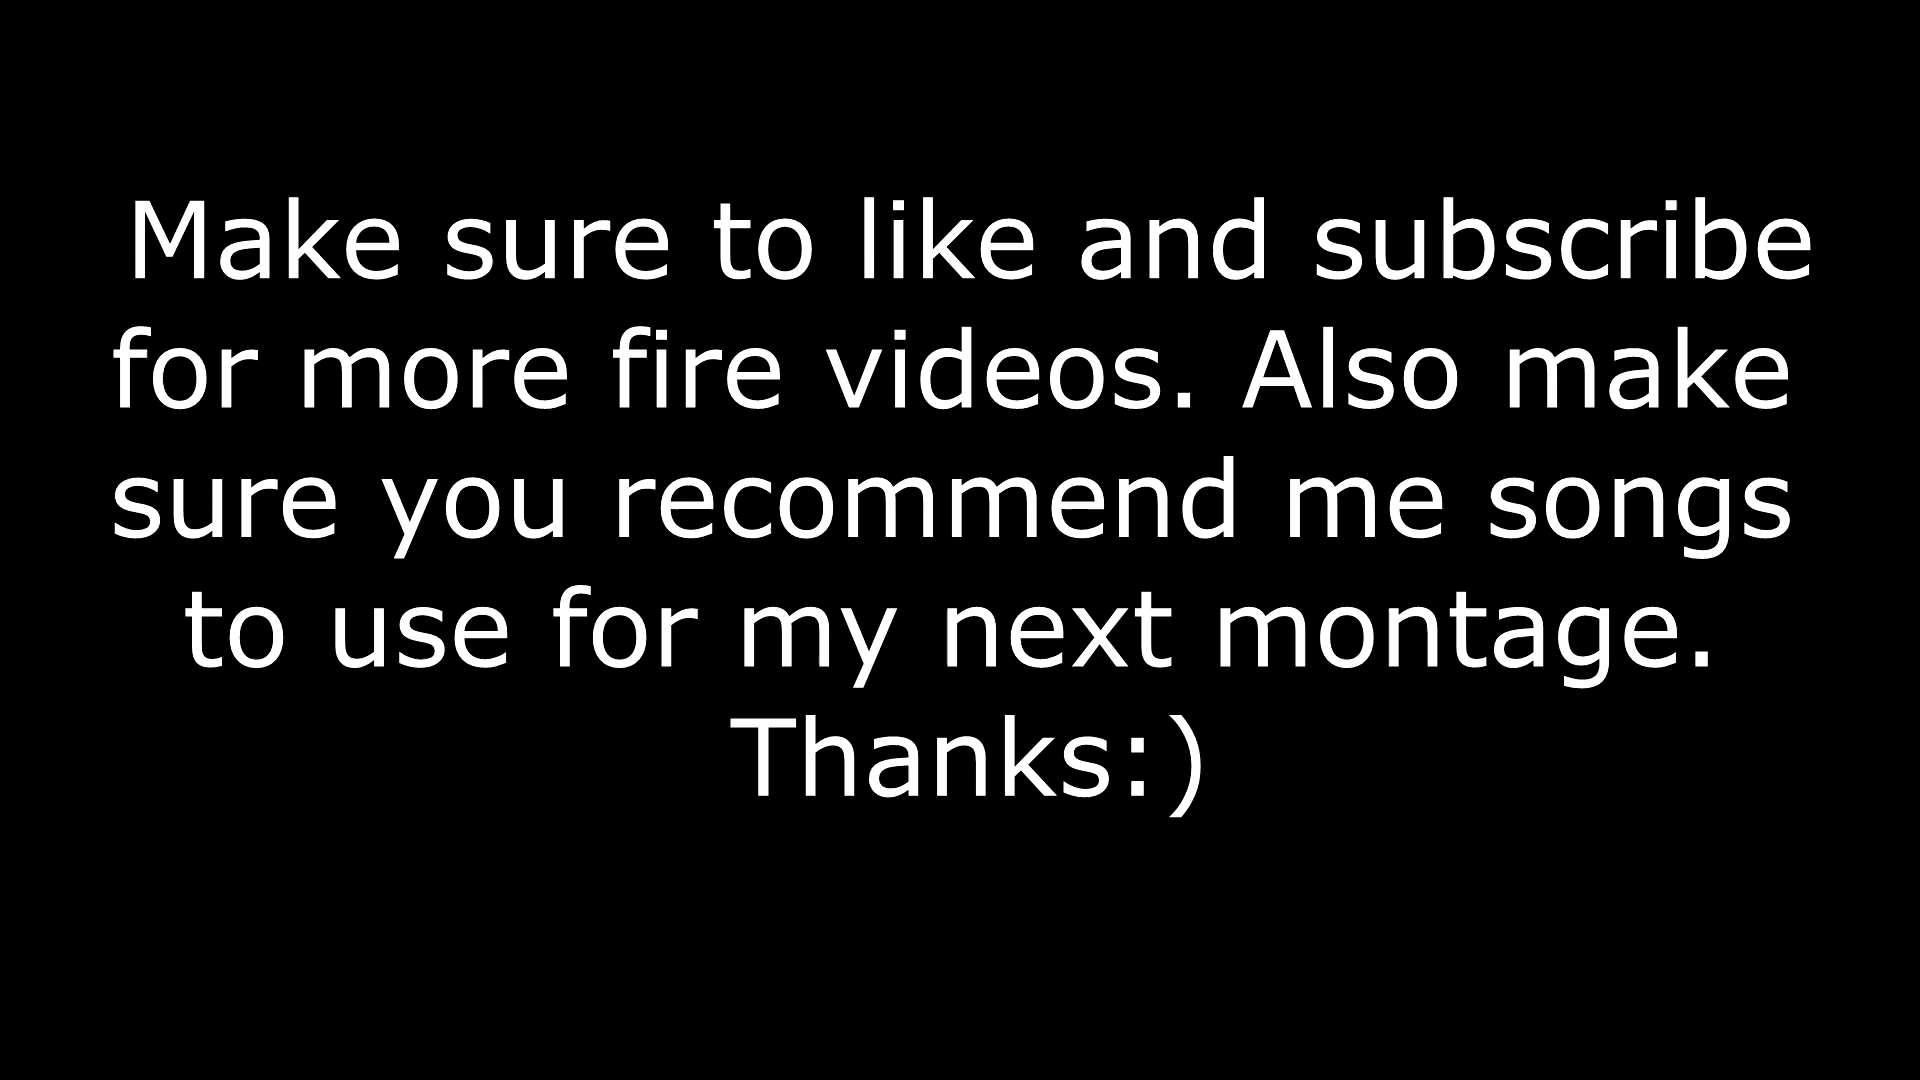 Make sure to like and subscribe
for more fire videos. Also make
sure you recommend me songs
to use for my next montage.
Thanks:)